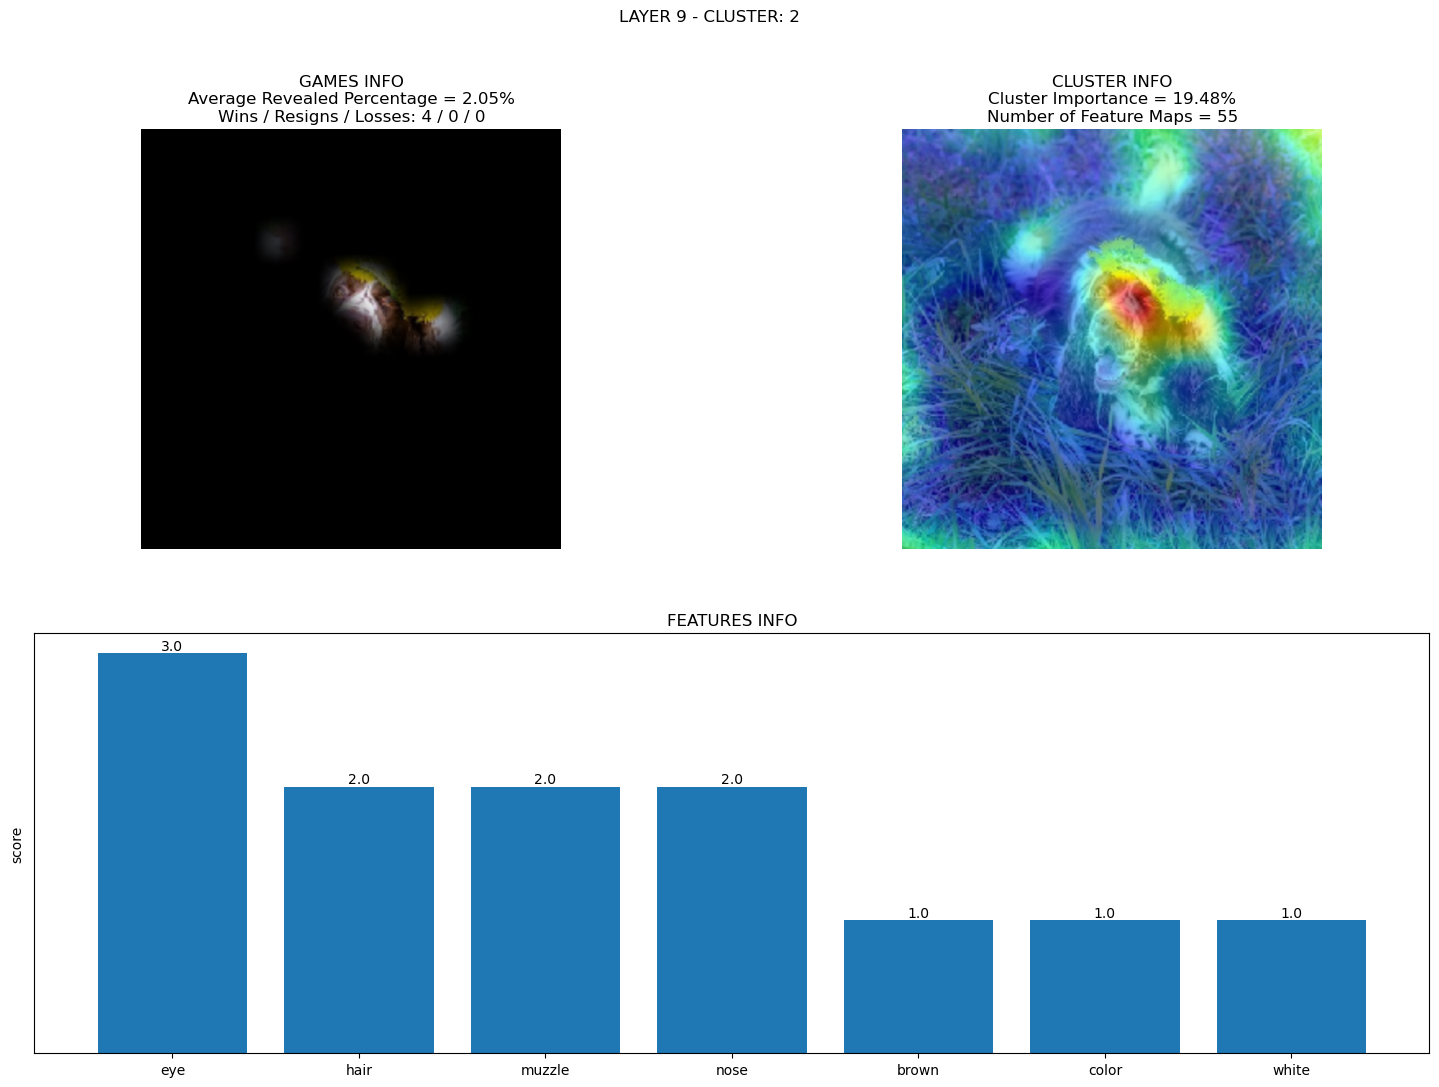 LAYER 9 - CLUSTER: 2
GAMES INFO
Average Revealed Percentage = 2.05%
Wins / Resigns / Losses: 4 / 0 / 0
CLUSTER INFO
Cluster Importance = 19.48%
Number of Feature Maps = 55
FEATURES INFO
score
3.0
2.0
2.0
2.0
1.0
1.0
1.0
eye
hair
muzzle
nose
brown
color
white